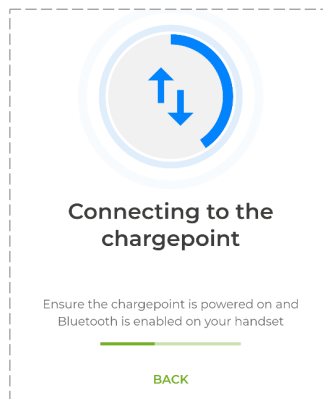 Connecting to the
chargepoint
Ensure the chargepoint is powered on and
Bluetooth is enabled on your handset
BACK